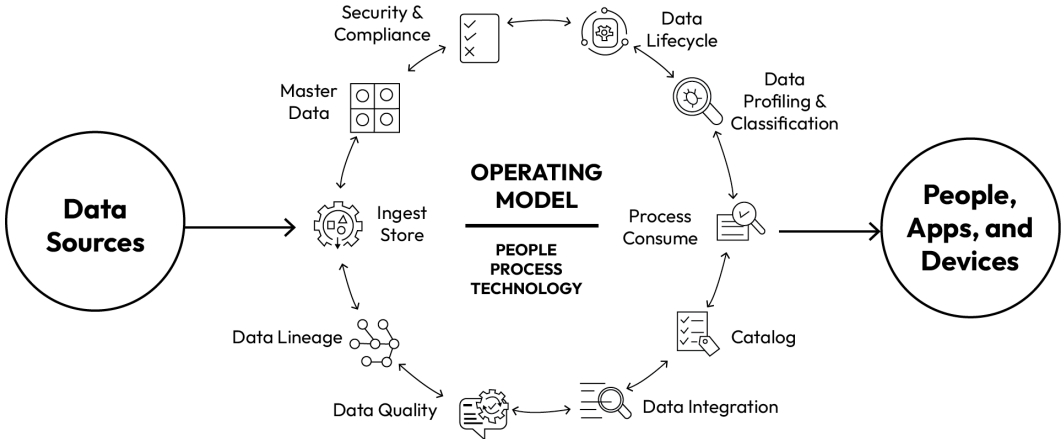 Security &
Compliance
Data
Lifecycle
Master
Data
Data
Profiling &
Classification
Data
Sources
Ingest
Store
OPERATING
MODEL
PEOPLE
PROCESS
TECHNOLOGY
Process
Consume
People,
Apps, and
Devices
Data Lineage
Catalog
Data Quality
Data Integration